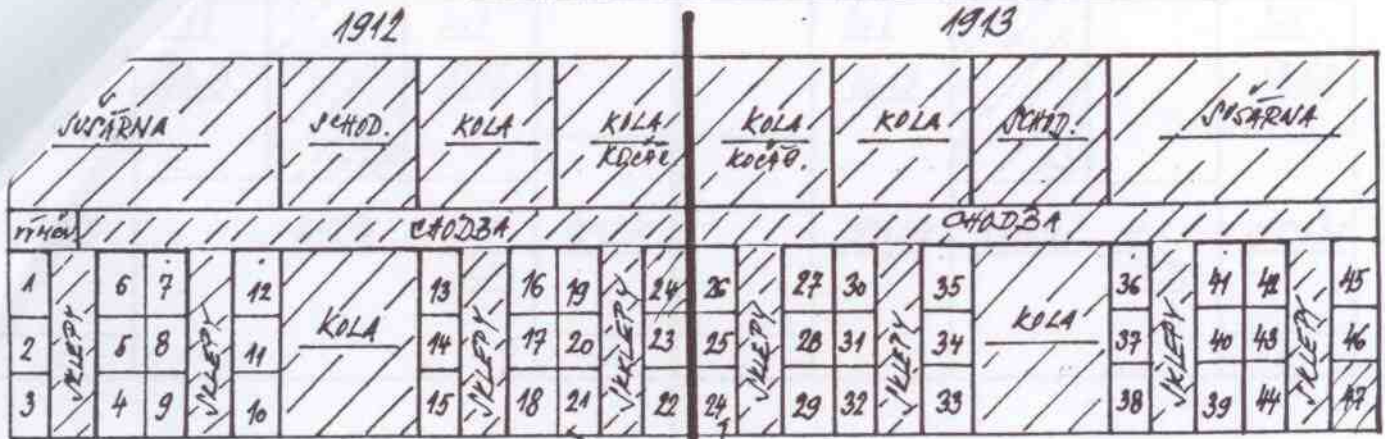 1912 1913
SUŠÁRNA SCHOD. KOLA KOLA KOLA KOLA SCHOD. SUŠÁRNA
KOČÁR KOČÁR.
CHODBA CHODBA
1 6 7 12 13 16 19 24 26 27 30 35 36 41 42 45
SKLEPY SKLEPY KOLA SKLEPY SKKLEPY SKLEPY SKLEPY KOLA SKLEPY SKLEPY
2 5 8 11 14 17 20 23 25 28 31 34 37 40 43 46
3 4 9 10 15 18 21 22 24 29 32 33 38 39 44 47